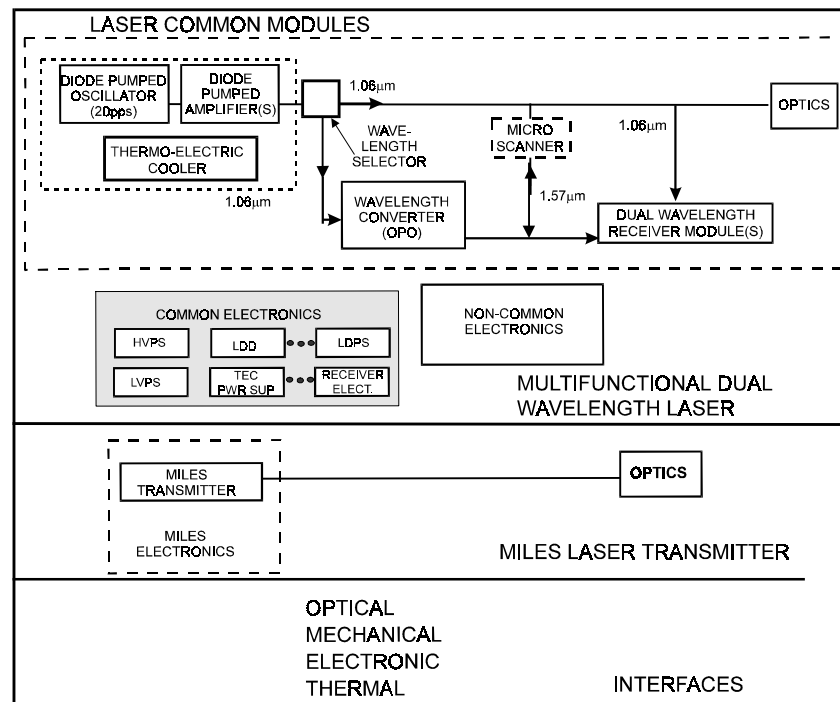 LASER COMMON MODULES
DIODE PUMPED
OSCILLATOR
(20pps)
DIODE
PUMPED
AMPLIFIER(S)
THERMO-ELECTRIC
COOLER
1.06μm
1.06μm
WAVE-
LENGTH
SELECTOR
WAVELENGTH
CONVERTER
(OPO)
MICRO
SCANNER
1.57μm
1.06μm
OPTICS
DUAL WAVELENGTH
RECEIVER MODULE(S)
COMMON ELECTRONICS
HVPS
LDD
LDPS
LVPS
TEC
PWR SUP
RECEIVER
ELECT.
NON-COMMON
ELECTRONICS
MULTIFUNCTIONAL DUAL
WAVELENGTH LASER
MILES
TRANSMITTER
MILES
ELECTRONICS
OPTICS
MILES LASER TRANSMITTER
OPTICAL
MECHANICAL
ELECTRONIC
THERMAL
INTERFACES